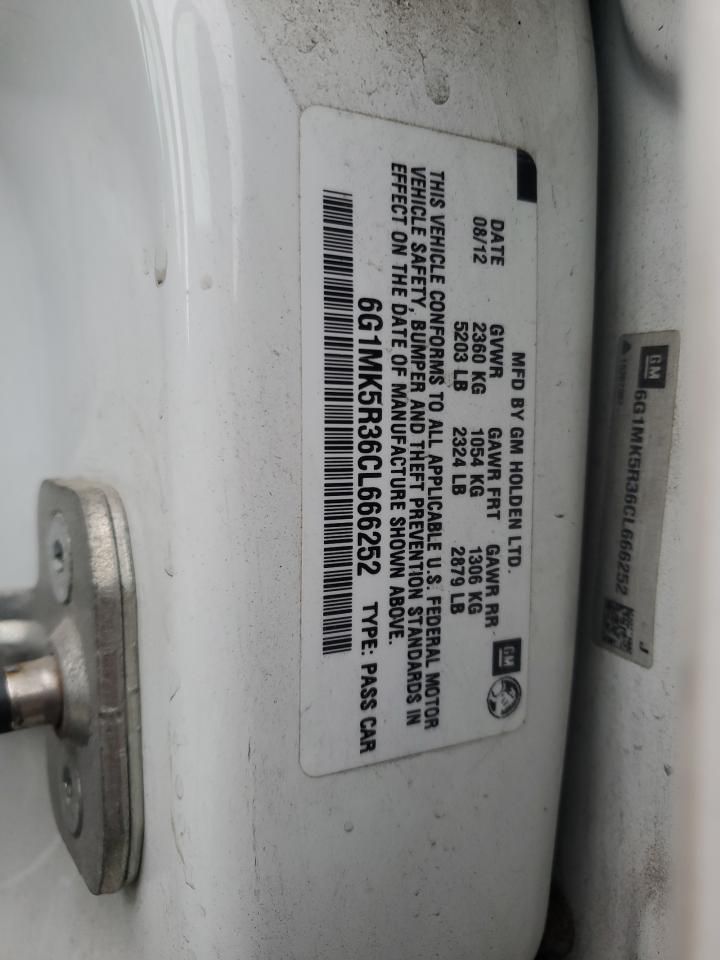 MFD BY GM HOLDEN LTD.
GM
DATE GVWR GAWR FRT GAWR RR
08/12 2360 KG 1054 KG 1306 KG
5203 LB 2324 LB 2879 LB
THIS VEHICLE CONFORMS TO ALL APPLICABLE U.S. FEDERAL MOTOR
VEHICLE SAFETY, BUMPER AND THEFT PREVENTION STANDARDS IN
EFFECT ON THE DATE OF MANUFACTURE SHOWN ABOVE.
6G1MK5R36CL666252 TYPE: PASS CAR
GM
6G1MK5R36CL666252
J